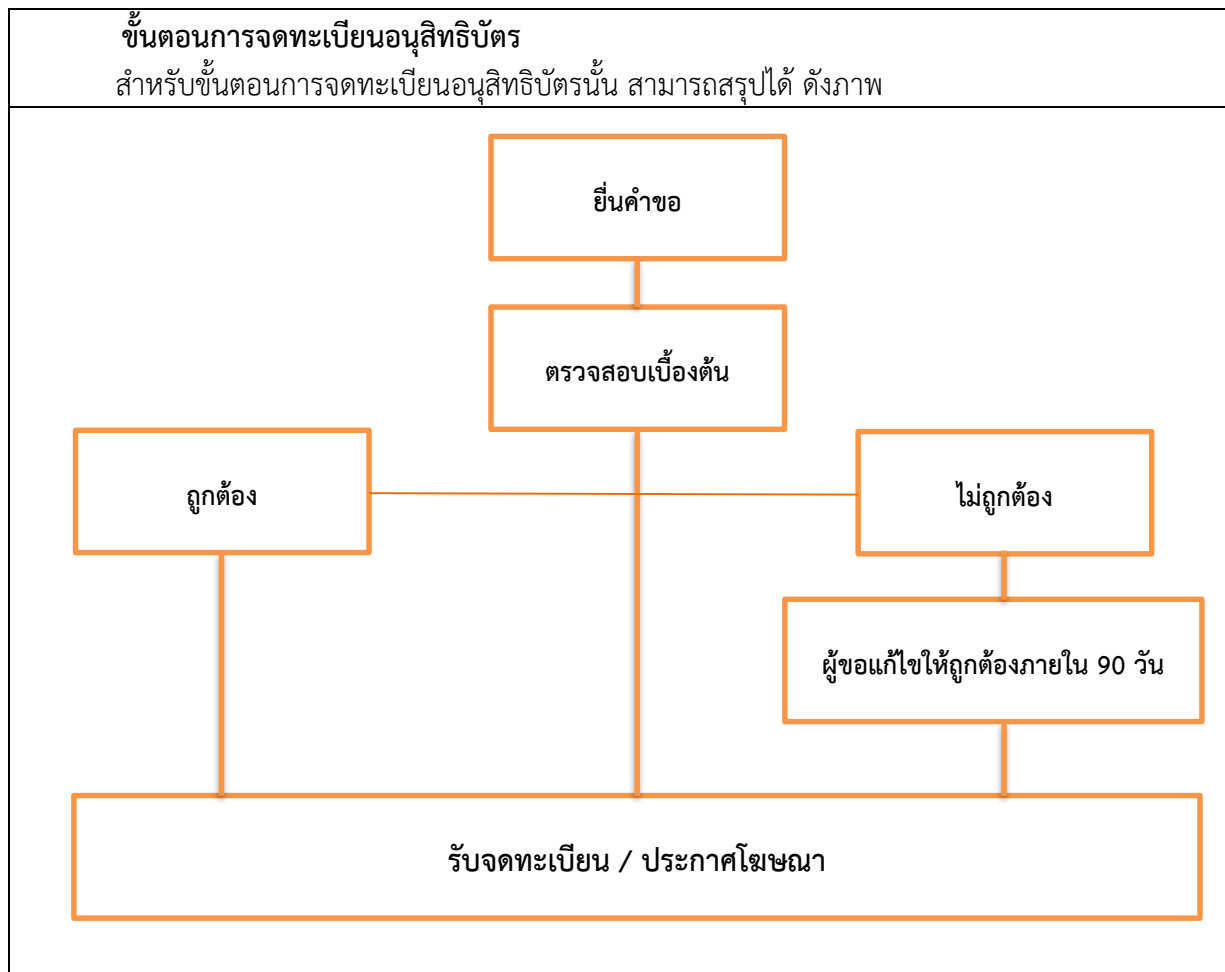 ขั้นตอนการจดทะเบียนอนุสิทธิบัตร
สำหรับขั้นตอนการจดทะเบียนอนุสิทธิบัตรนั้น สามารถสรุปได้ ดังภาพ
ยื่นคำขอ
ตรวจสอบเบื้องต้น
ถูกต้อง
ไม่ถูกต้อง
ผู้ขอแก้ไขให้ถูกต้องภายใน 90 วัน
รับจดทะเบียน / ประกาศโฆษณา